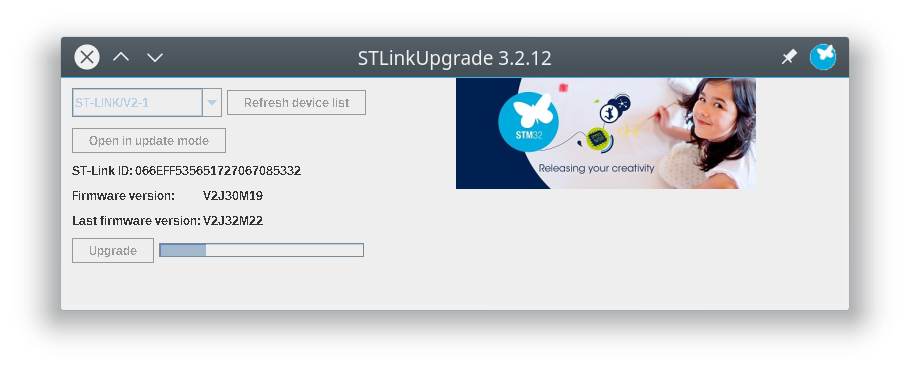 STLinkUpgrade 3.2.12
ST-LINK/V2-1
Refresh device list
Open in update mode
ST-Link ID: 066EFF535651727067085332
Firmware version: V2J30M19
Last firmware version: V2J32M22
Upgrade
STM32
Releasing your creativity